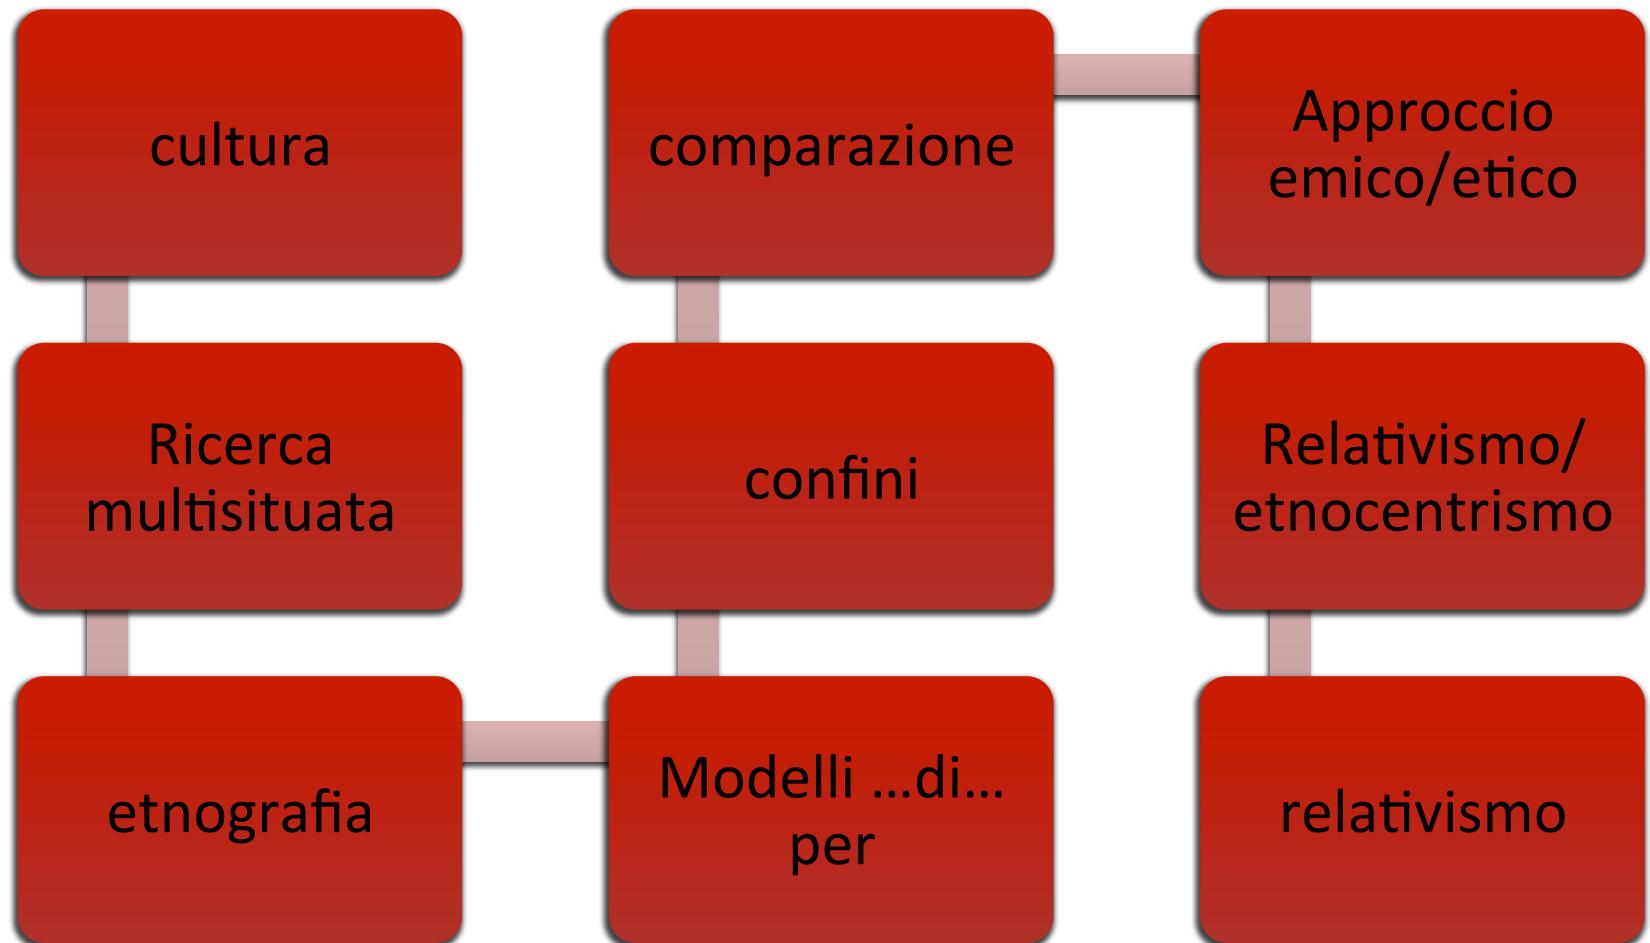 cultura
Ricerca
multisituata
etnografia
Modelli ...di...
per
confini
comparazione
Approccio
emico/etico
Relativismo/
etnocentrismo
relativismo